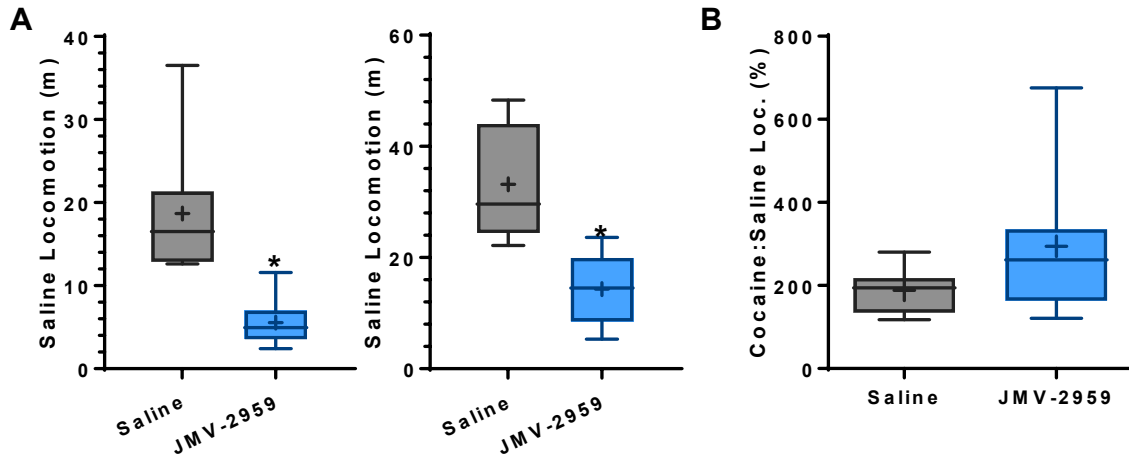 A
Saline Locomotion (m)
40
30
20
10
0
*
Saline
JMV-2959
Saline Locomotion (m)
60
40
20
0
*
Saline
JMV-2959
B
Cocaine:Saline Loc. (%)
800
600
400
200
0
Saline
JMV-2959